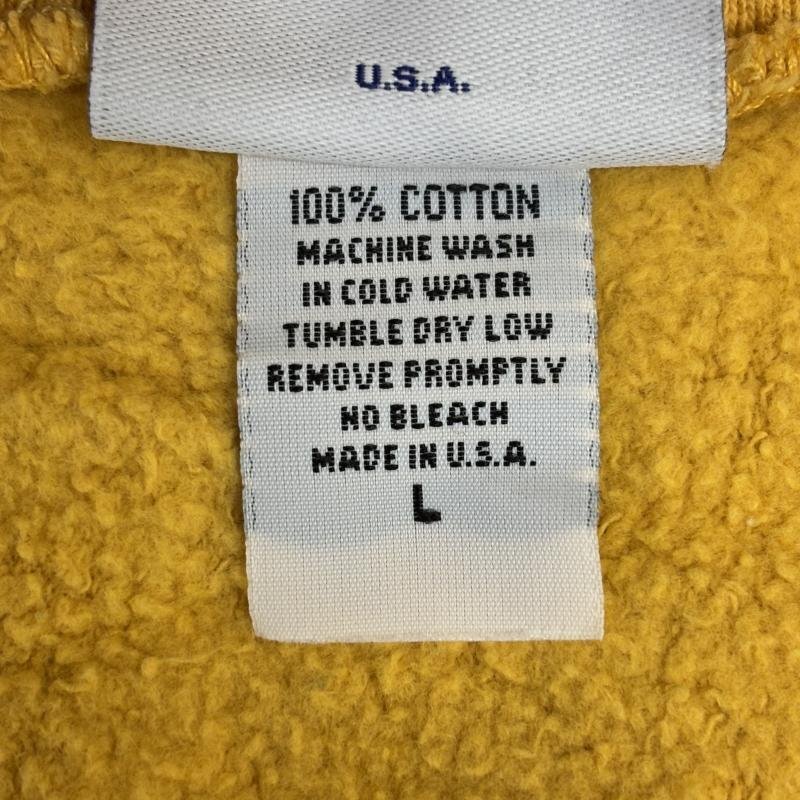 U.S.A.
100% COTTON
MACHINE WASH
IN COLD WATER
TUMBLE DRY LOW
REMOVE PROMPTLY
NO BLEACH
MADE IN U.S.A.
L